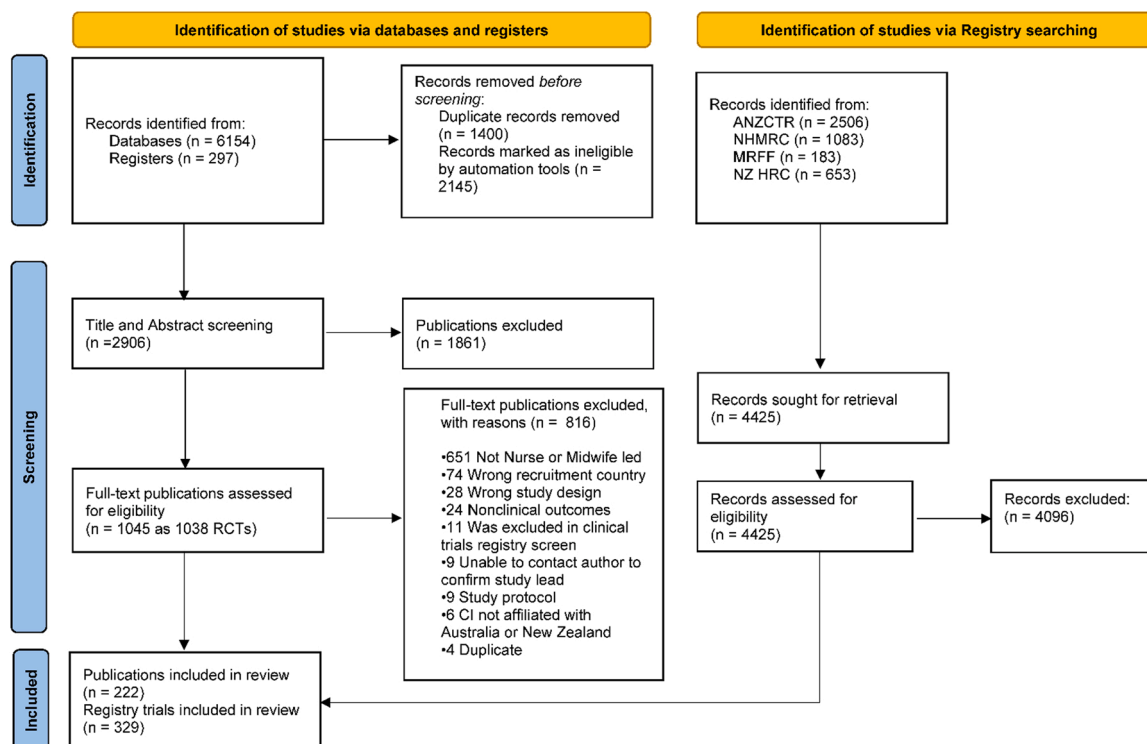 Identification of studies via databases and registers
Identification of studies via Registry searching
Identification
Records identified from:
Databases (n = 6154)
Registers (n = 297)
Records removed before
screening:
Duplicate records removed
(n = 1400)
Records marked as ineligible
by automation tools (n =
2145)
Records identified from:
ANZCTR (n = 2506)
NHMRC (n = 1083)
MRFF (n = 183)
NZ HRC (n = 653)
Screening
Title and Abstract screening
(n =2906)
Publications excluded
(n = 1861)
Full-text publications assessed
for eligibility
(n = 1045 as 1038 RCTs)
Full-text publications excluded,
with reasons (n =  816)
•651 Not Nurse or Midwife led
•74 Wrong recruitment country
•28 Wrong study design
•24 Nonclinical outcomes
•11 Was excluded in clinical
trials registry screen
•9 Unable to contact author to
confirm study lead
•9 Study protocol
•6 CI not affiliated with
Australia or New Zealand
•4 Duplicate
Records sought for retrieval
(n = 4425)
Records assessed for
eligibility
(n = 4425)
Records excluded:
(n = 4096)
Included
Publications included in review
(n = 222)
Registry trials included in review
(n = 329)